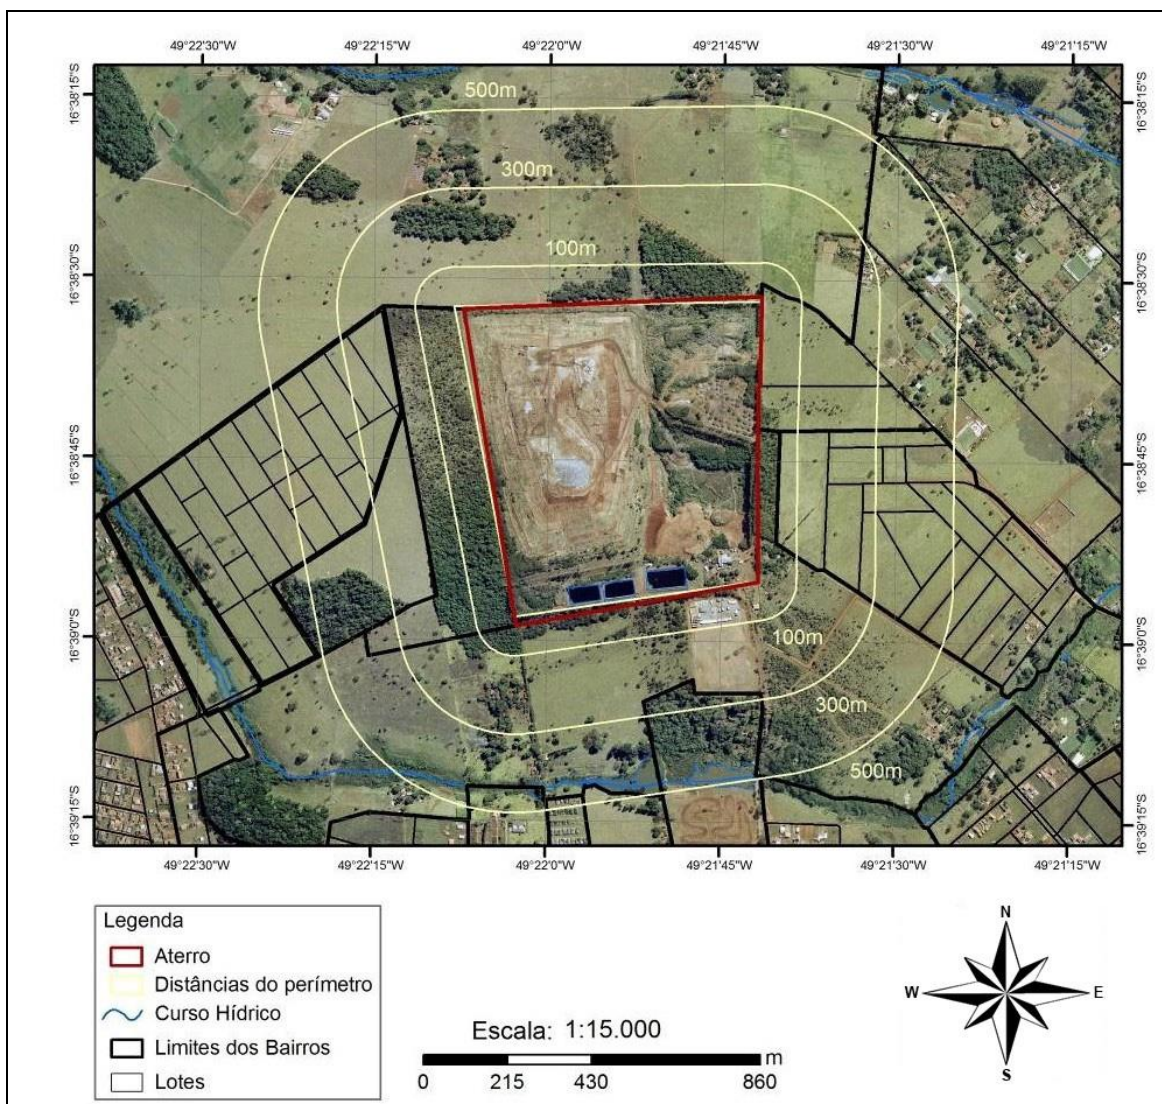 49°22'30"W 49°22'15"W 49°22'0"W 49°21'45"W 49°21'30"W 49°21'15"W
16°38'15"S 16°38'15"S
500m
300m
100m
16°38'30"S 16°38'30"S
16°38'45"S 16°38'45"S
16°39'0"S 16°39'0"S
100m
300m
500m
16°39'15"S 16°39'15"S
49°22'30"W 49°22'15"W 49°22'0"W 49°21'45"W 49°21'30"W 49°21'15"W
Legenda
Aterro
Distâncias do perímetro
Curso Hídrico
Limites dos Bairros
Lotes
Escala: 1:15.000
m
0 215 430 860
N
W E
S